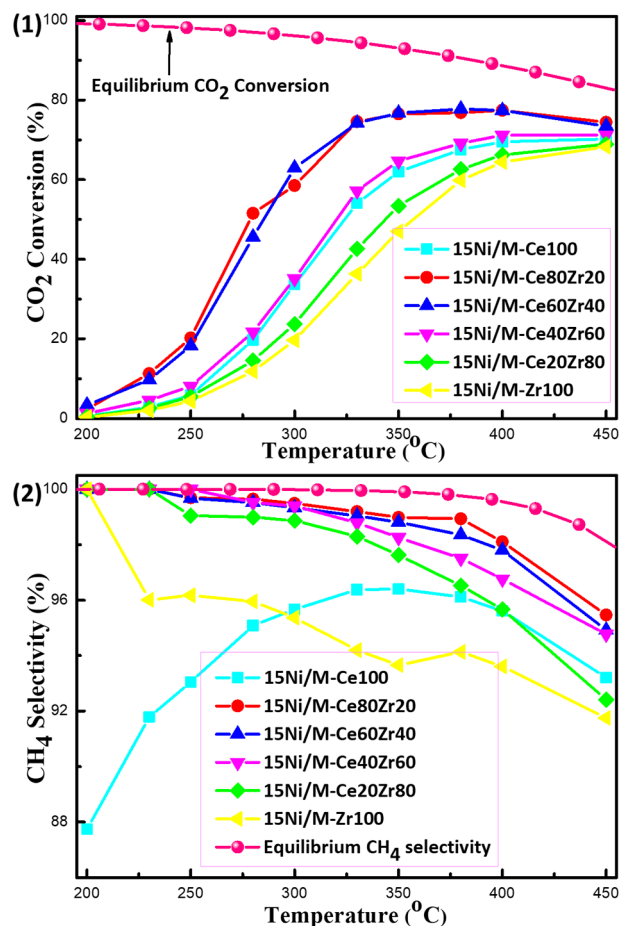 (1)
100
80
60
40
20
0
CO2 Conversion (%)
Equilibrium CO2 Conversion
15Ni/M-Ce100
15Ni/M-Ce80Zr20
15Ni/M-Ce60Zr40
15Ni/M-Ce40Zr60
15Ni/M-Ce20Zr80
15Ni/M-Zr100
200 250 300 350 400 450
Temperature (oC)
(2)
100
96
92
88
CH4 Selectivity (%)
15Ni/M-Ce100
15Ni/M-Ce80Zr20
15Ni/M-Ce60Zr40
15Ni/M-Ce40Zr60
15Ni/M-Ce20Zr80
15Ni/M-Zr100
Equilibrium CH4 selectivity
200 250 300 350 400 450
Temperature (oC)